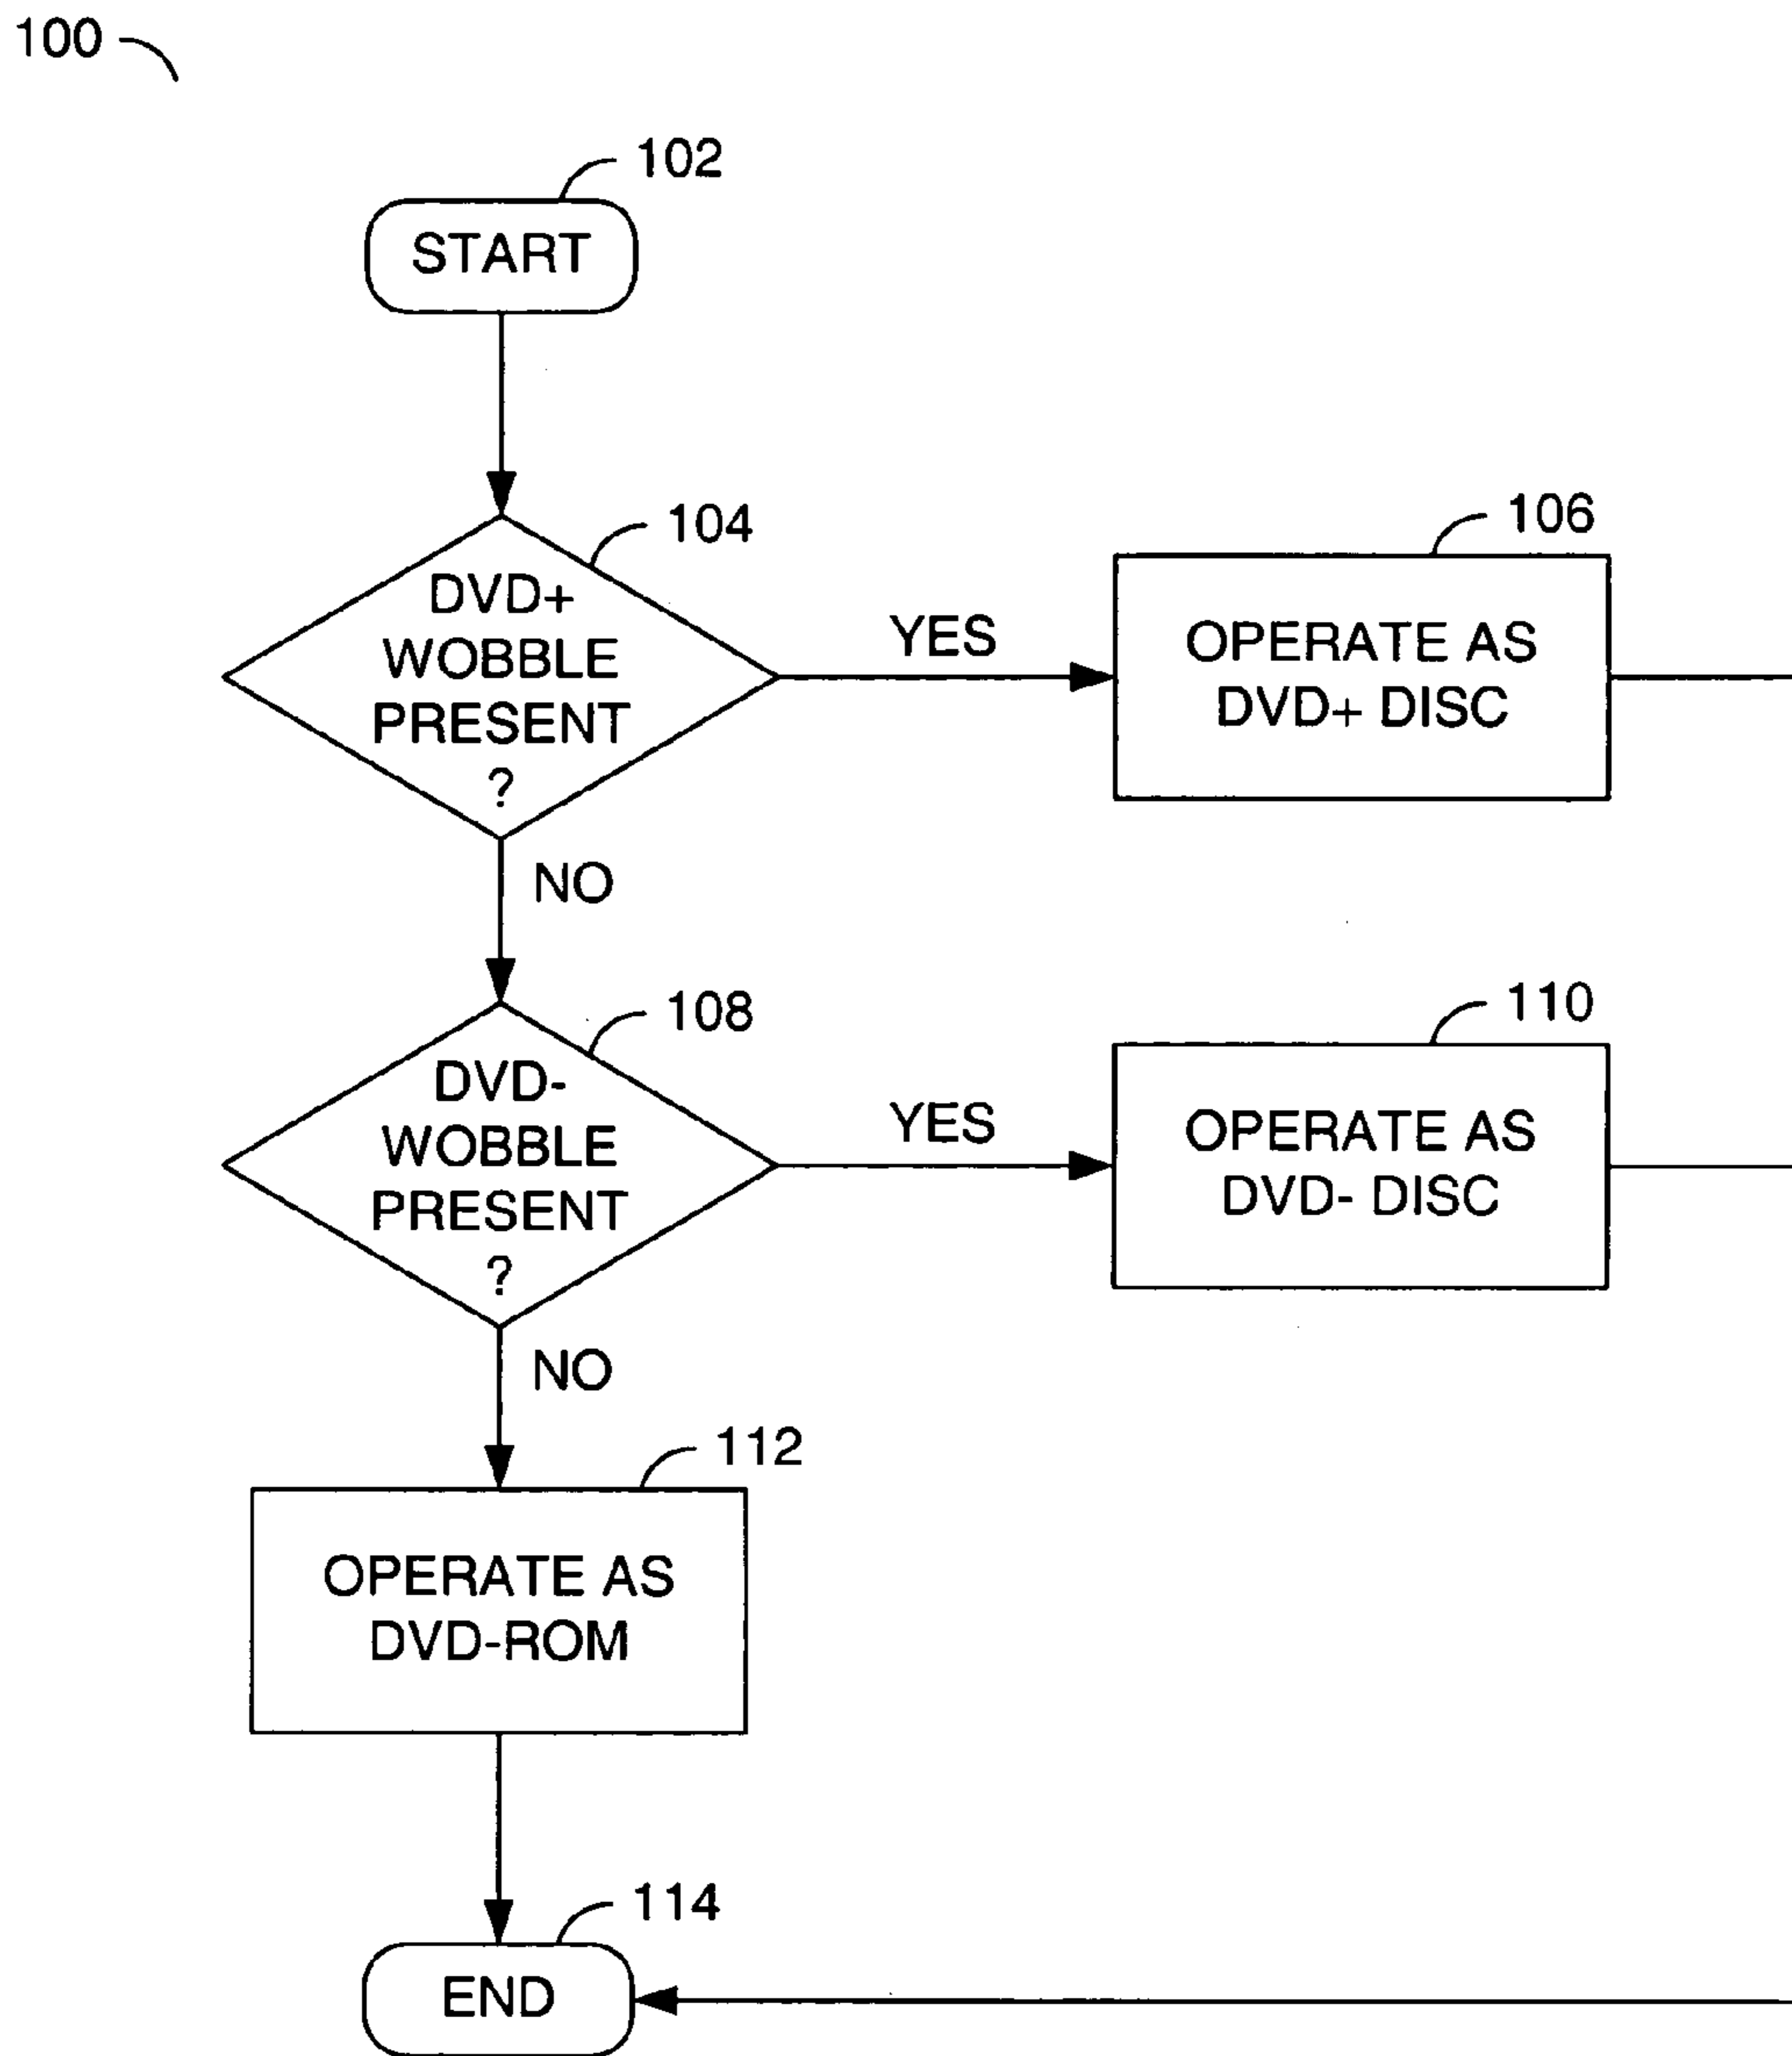 100
102
START
104
DVD+
WOBBLE
PRESENT
?
YES
106
OPERATE AS
DVD+ DISC
NO
108
DVD-
WOBBLE
PRESENT
?
YES
110
OPERATE AS
DVD- DISC
NO
112
OPERATE AS
DVD-ROM
114
END